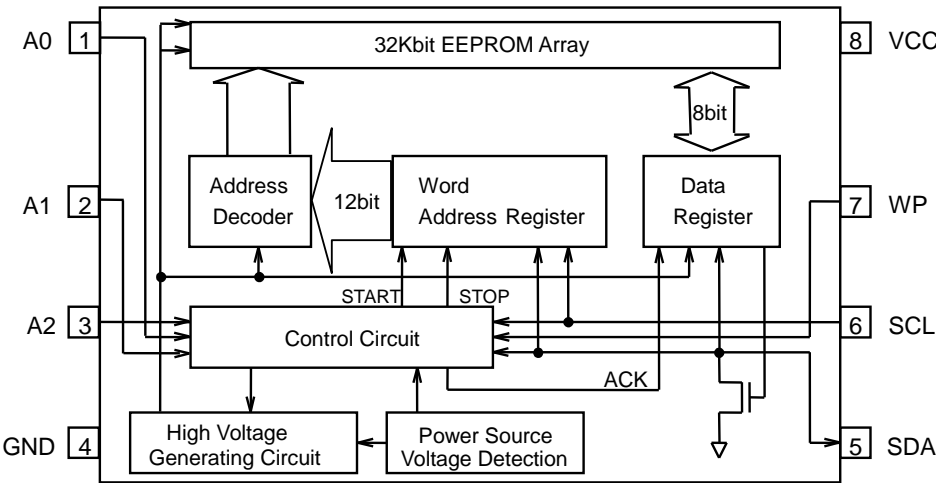 A0 1
32Kbit EEPROM Array
8 VCC
8bit
Address
Decoder
12bit
Word
Address Register
Data
Register
A1 2
7 WP
START
STOP
A2 3
Control Circuit
6 SCL
ACK
GND 4
High Voltage
Generating Circuit
Power Source
Voltage Detection
5 SDA